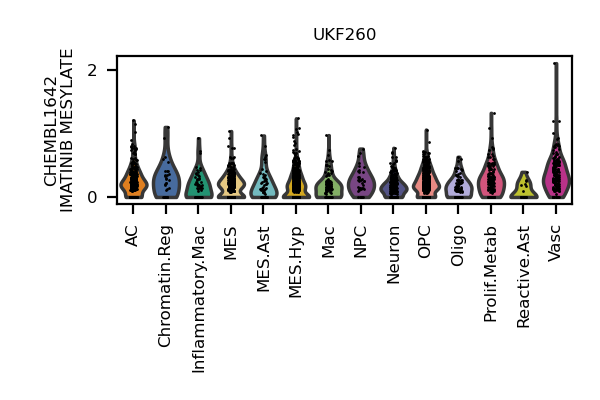 UKF260
CHEMBL1642
IMATINIB MESYLATE
2
0
AC
Chromatin.Reg
Inflammatory.Mac
MES
MES.Ast
MES.Hyp
Mac
NPC
Neuron
OPC
Oligo
Prolif.Metab
Reactive.Ast
Vasc